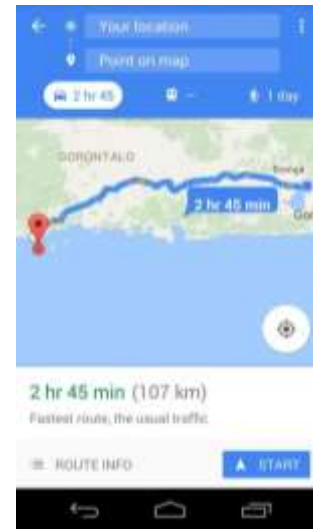 Your location
Point on map
2 hr 45
--
1 day
GORONTALO
2 hr 45 min
Gor
2 hr 45 min (107 km)
Fastest route, the usual traffic
ROUTE INFO
START